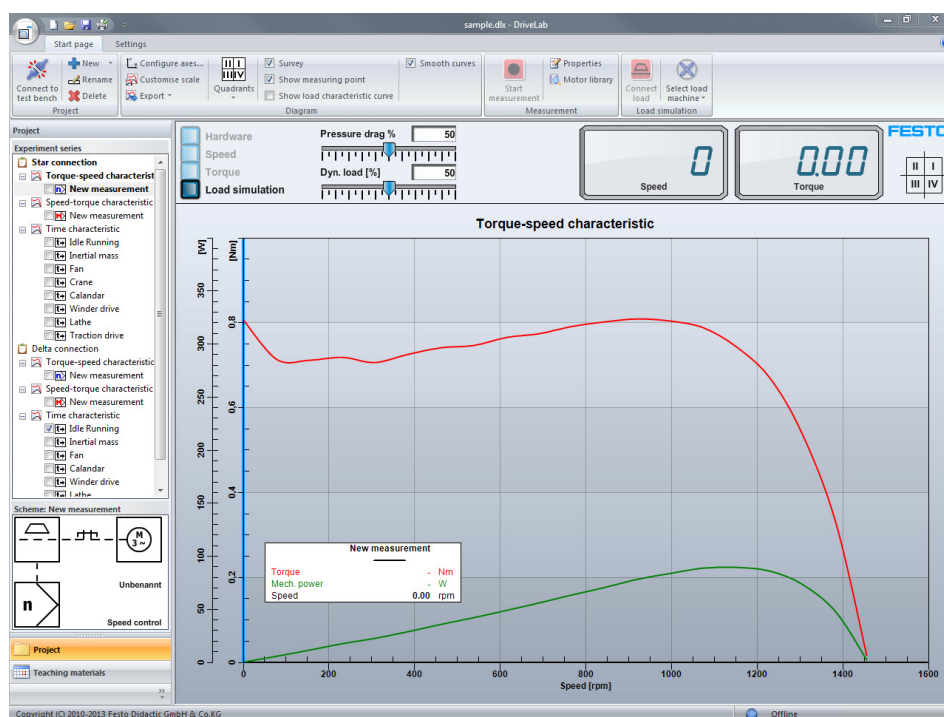 sample.dlx - DriveLab
Start page
Settings
Connect to
test bench
New
Rename
Delete
Project
Configure axes...
Customise scale
Export
Quadrants
II I
III IV
Survey
Show measuring point
Show load characteristic curve
Smooth curves
Diagram
Start
measurement
Properties
Motor library
Measurement
Connect
load
Select load
machine
Load simulation
Project
Experiment series
Star connection
Torque-speed characterist
n New measurement
Speed-torque characteristic
M New measurement
Time characteristic
t Idle Running
t Inertial mass
t Fan
t Crane
t Calandar
t Winder drive
t Lathe
t Traction drive
Delta connection
Torque-speed characteristic
n New measurement
Speed-torque characteristic
M New measurement
Time characteristic
t Idle Running
t Inertial mass
t Fan
t Calandar
t Winder drive
t Lathe
Scheme: New measurement
M
3 ~
n
Unbenannt
Speed control
Project
Teaching materials
Hardware
Speed
Torque
Load simulation
Pressure drag % 50
Dyn. load [%] 50
0
Speed
0.00
Torque
FESTO
II I
III IV
Torque-speed characteristic
[W]
350
300
250
200
150
100
50
0
[Nm]
0,8
0,6
0,4
0,2
0
New measurement
Torque - Nm
Mech. power - W
Speed 0.00 rpm
0 200 400 600 800 1000 1200 1400 1600
Speed [rpm]
Copyright (C) 2010-2013 Festo Didactic GmbH & Co.KG
Offline